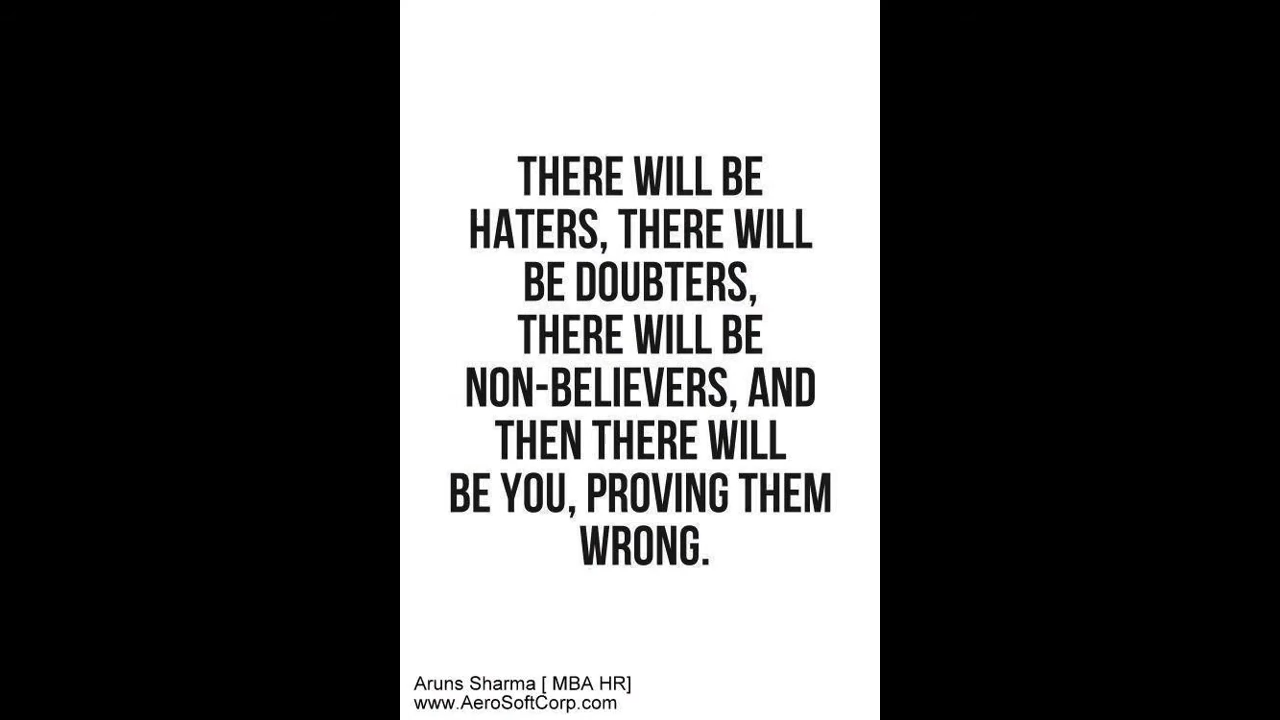 THERE WILL BE
HATERS, THERE WILL
BE DOUBTERS,
THERE WILL BE
NON-BELIEVERS, AND
THEN THERE WILL
BE YOU, PROVING THEM
WRONG.
Aruns Sharma [ MBA HR]
www.AeroSoftCorp.com